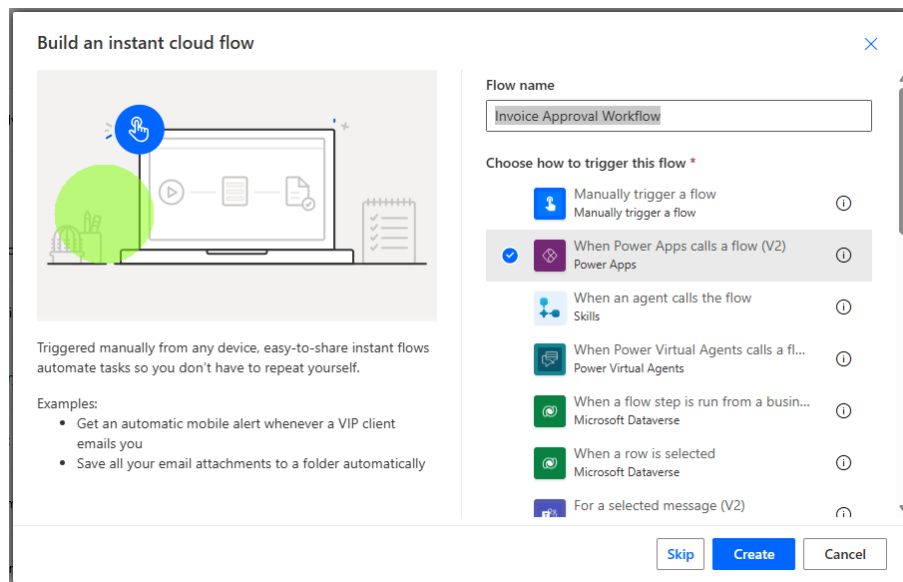 Build an instant cloud flow
Triggered manually from any device, easy-to-share instant flows
automate tasks so you don't have to repeat yourself.
Examples:
Get an automatic mobile alert whenever a VIP client
emails you
Save all your email attachments to a folder automatically
Flow name
Invoice Approval Workflow
Choose how to trigger this flow *
Manually trigger a flow
Manually trigger a flow
When Power Apps calls a flow (V2)
Power Apps
When an agent calls the flow
Skills
When Power Virtual Agents calls a fl...
Power Virtual Agents
When a flow step is run from a busin...
Microsoft Dataverse
When a row is selected
Microsoft Dataverse
For a selected message (V2)
Skip
Create
Cancel